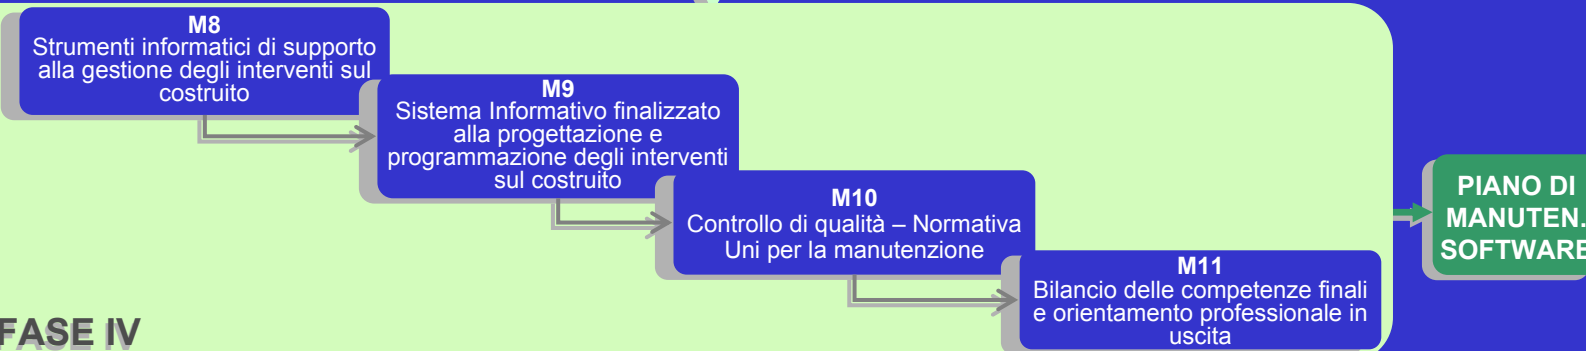 M8
Strumenti informatici di supporto
alla gestione degli interventi sul
costruito
M9
Sistema Informativo finalizzato
alla progettazione e
programmazione degli interventi
sul costruito
M10
Controllo di qualità – Normativa
Uni per la manutenzione
M11
Bilancio delle competenze finali
e orientamento professionale in
uscita
PIANO DI
MANUTEN.
SOFTWARE
FASE IV